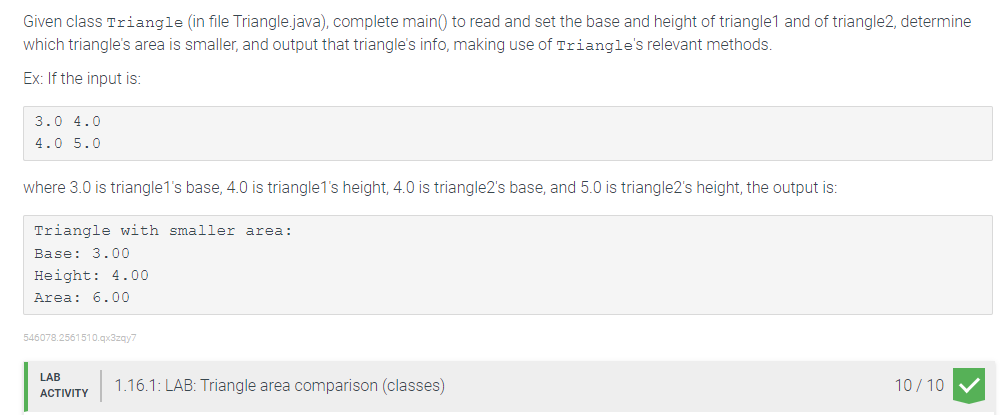 Given class Triangle (in file Triangle.java), complete main() to read and set the base and height of triangle1 and of triangle2, determine
which triangle's area is smaller, and output that triangle's info, making use of Triangle's relevant methods.
Ex: If the input is:
3.0 4.0
4.0 5.0
where 3.0 is triangle1's base, 4.0 is triangle1's height, 4.0 is triangle2's base, and 5.0 is triangle2's height, the output is:
Triangle with smaller area:
Base: 3.00
Height: 4.00
Area: 6.00
546078.2561510.qx3zqy7
LAB
ACTIVITY
1.16.1: LAB: Triangle area comparison (classes)
10 / 10